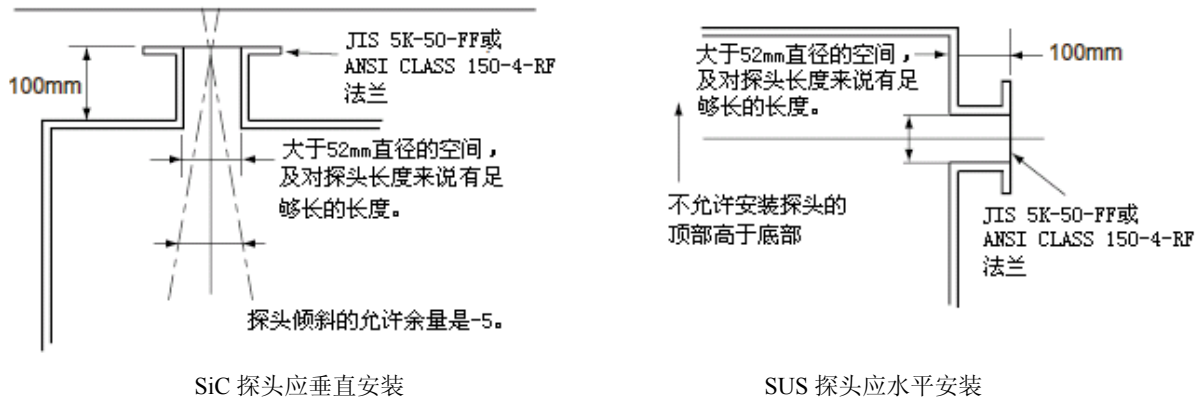 JIS 5K-50-FF或
ANSI CLASS 150-4-RF
法兰
100mm
大于52mm直径的空间，
及对探头长度来说有足
够长的长度。
探头倾斜的允许余量是-5。
SiC 探头应垂直安装
大于52mm直径的空间，
及对探头长度来说有足
够长的长度。
100mm
不允许安装探头的
顶部高于底部
JIS 5K-50-FF或
ANSI CLASS 150-4-RF
法兰
SUS 探头应水平安装